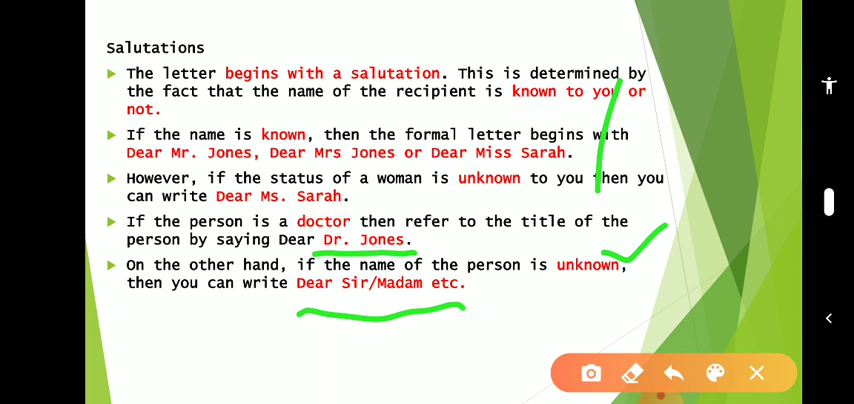 Salutations
The letter begins with a salutation. This is determined by
the fact that the name of the recipient is known to you or
not.
If the name is known, then the formal letter begins with
Dear Mr. Jones, Dear Mrs Jones or Dear Miss Sarah.
However, if the status of a woman is unknown to you then you
can write Dear Ms. Sarah.
If the person is a doctor then refer to the title of the
person by saying Dear Dr. Jones.
On the other hand, if the name of the person is unknown,
then you can write Dear Sir/Madam etc.